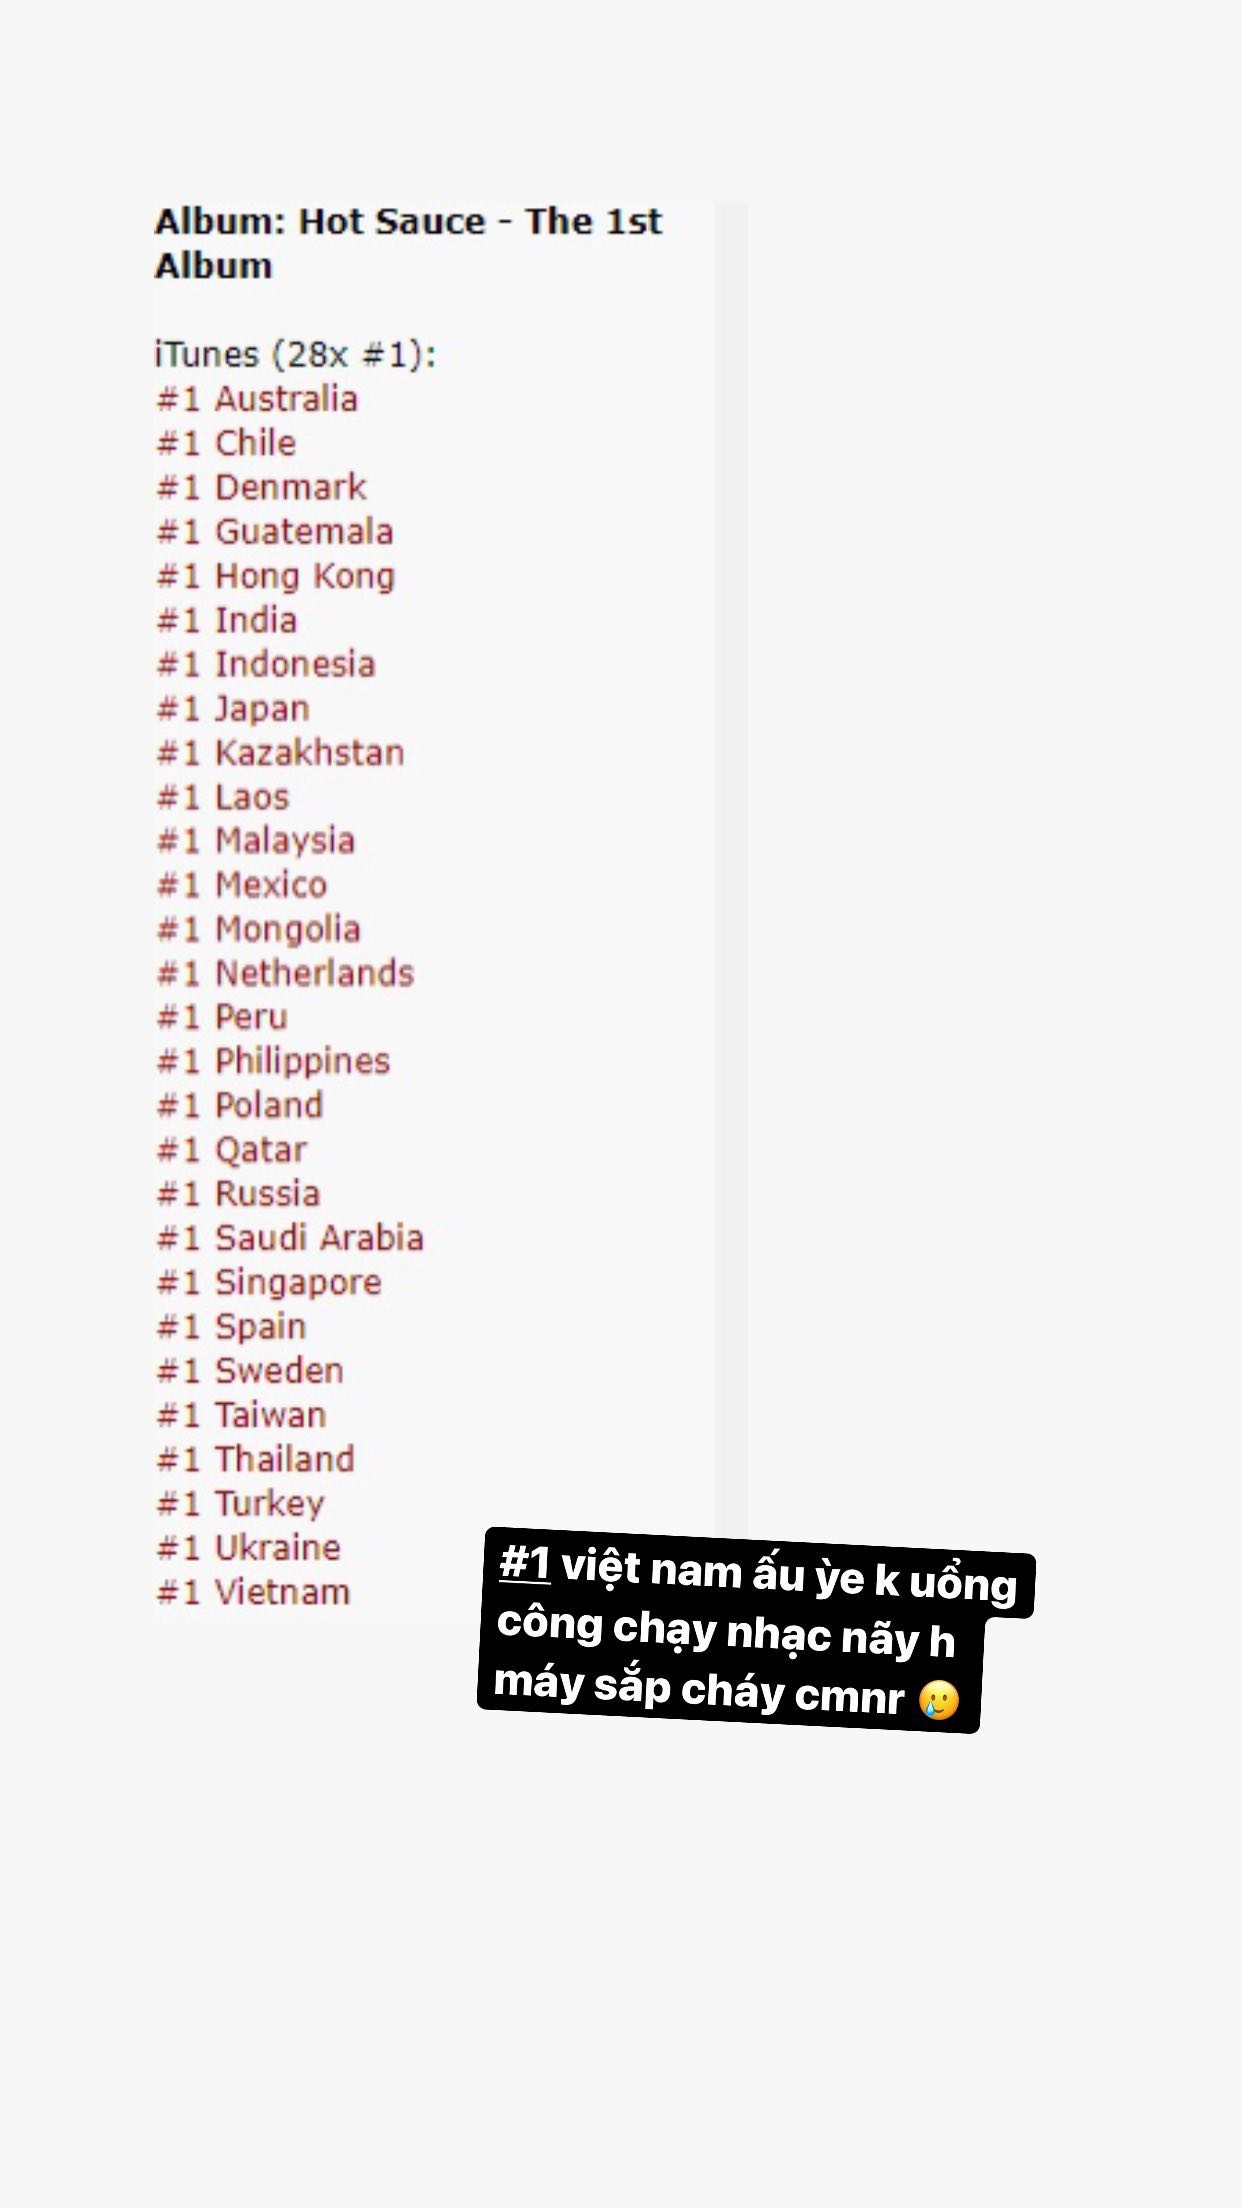 Album: Hot Sauce - The 1st
Album
iTunes (28x #1):
#1 Australia
#1 Chile
#1 Denmark
#1 Guatemala
#1 Hong Kong
#1 India
#1 Indonesia
#1 Japan
#1 Kazakhstan
#1 Laos
#1 Malaysia
#1 Mexico
#1 Mongolia
#1 Netherlands
#1 Peru
#1 Philippines
#1 Poland
#1 Qatar
#1 Russia
#1 Saudi Arabia
#1 Singapore
#1 Spain
#1 Sweden
#1 Taiwan
#1 Thailand
#1 Turkey
#1 Ukraine
#1 Vietnam
#1 việt nam ấu ỳe k uổng
công chạy nhạc nãy h
máy sắp cháy cmnr 🥲